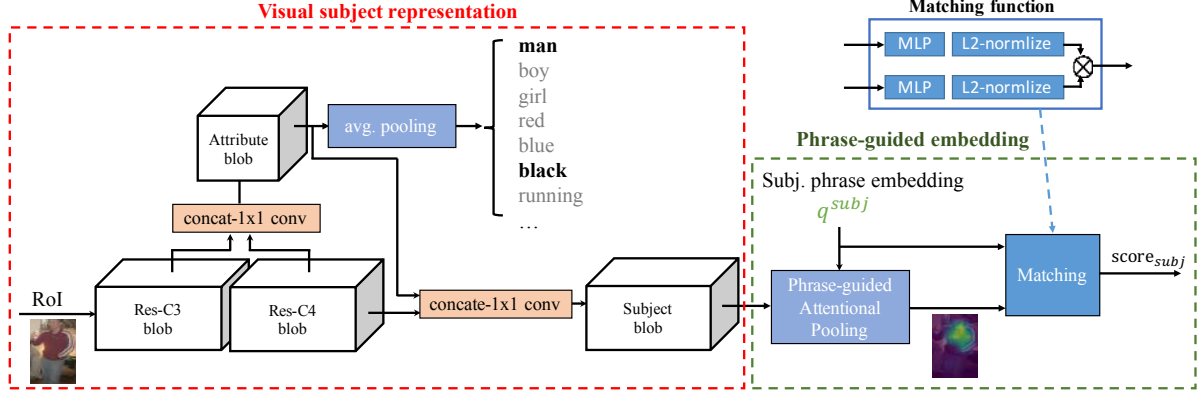 Visual subject representation
Matching function
MLP
L2-normlize
MLP
L2-normlize
man
boy
girl
red
blue
black
running
...
Attribute
blob
avg. pooling
concat-1x1 conv
RoI
Res-C3
blob
Res-C4
blob
concate-1x1 conv
Subject
blob
Phrase-guided embedding
Subj. phrase embedding
q^subj
Phrase-guided
Attentional
Pooling
Matching
score_subj